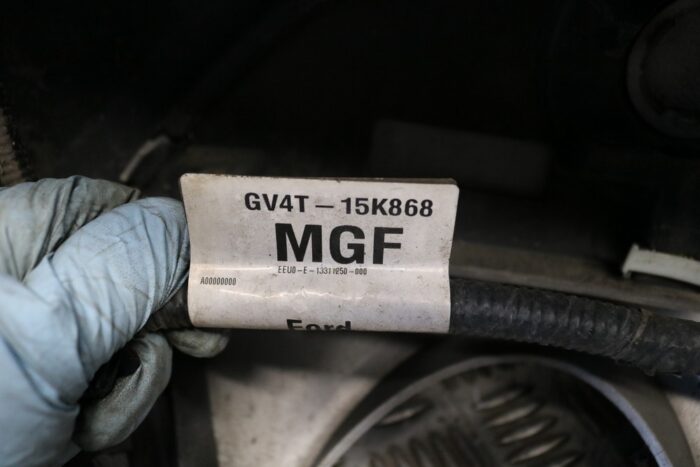 GV4T - 15K868
MGF
A00000000
Ford